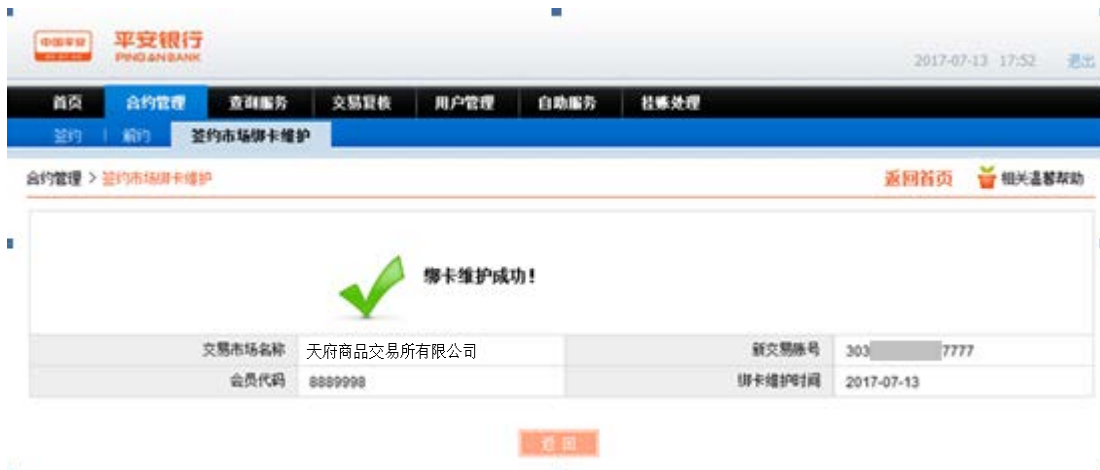 中国平安 平安银行
PING AN BANK
2017-07-13 17:52 退出
首页 合约管理 查询服务 交易复核 用户管理 自助服务 挂账处理
签约 | 解约 签约市场绑卡维护
合约管理 > 签约市场绑卡维护 返回首页 相关温馨帮助
绑卡维护成功！
交易市场名称 天府商品交易所有限公司 新交易账号 303 7777
会员代码 8889998 绑卡维护时间 2017-07-13
返 回